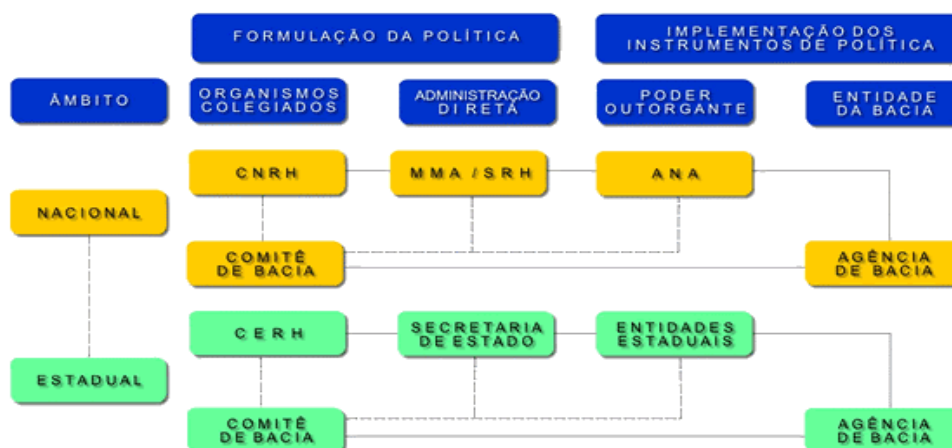 FORMULAÇÃO DA POLÍTICA
IMPLEMENTAÇÃO DOS
INSTRUMENTOS DE POLÍTICA
ÂMBITO
ORGANISMOS
COLEGIADOS
ADMINISTRAÇÃO
DIRETA
PODER
OUTORGANTE
ENTIDADE
DA BACIA
NACIONAL
CNRH
MMA / SRH
ANA
COMITÊ
DE BACIA
AGÊNCIA
DE BACIA
ESTADUAL
CERH
SECRETARIA
DE ESTADO
ENTIDADES
ESTADUAIS
COMITÊ
DE BACIA
AGÊNCIA
DE BACIA